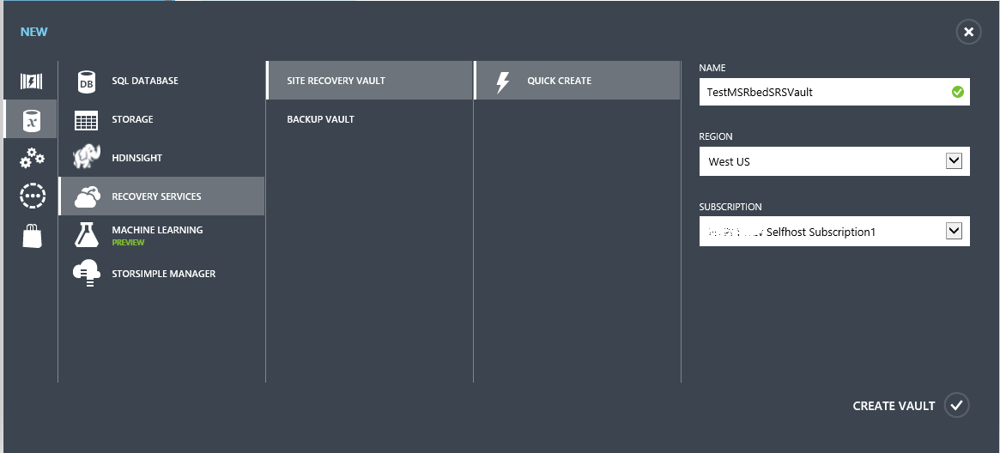 NEW
SQL DATABASE
STORAGE
HDINSIGHT
RECOVERY SERVICES
MACHINE LEARNING
PREVIEW
STORSIMPLE MANAGER
SITE RECOVERY VAULT
BACKUP VAULT
QUICK CREATE
NAME
TestMSRbedSRSVault
REGION
West US
SUBSCRIPTION
Selfhost Subscription1
CREATE VAULT
DB
x